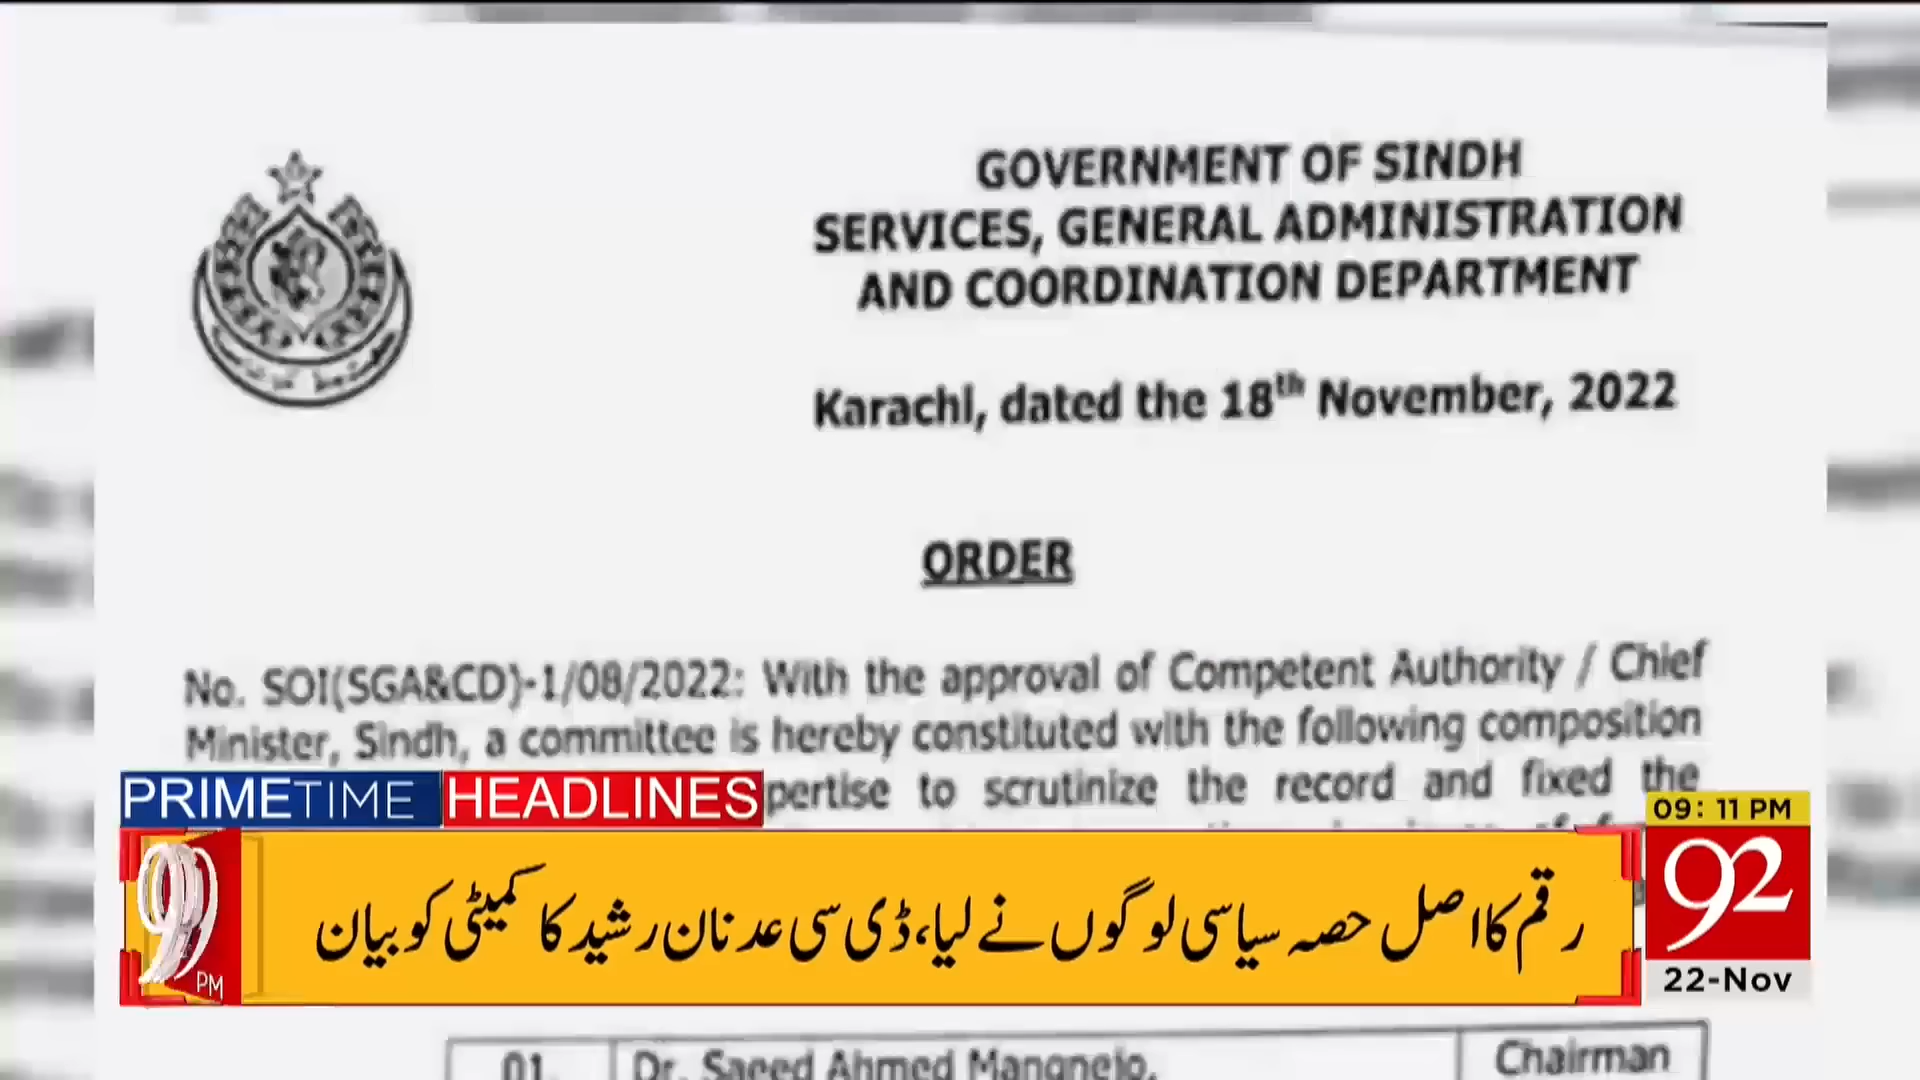 GOVERNMENT OF SINDH
SERVICES, GENERAL ADMINISTRATION
AND COORDINATION DEPARTMENT
Karachi, dated the 18th November, 2022
ORDER
No. SOI(SGA&CD)-1/08/2022: With the approval of Competent Authority / Chief
Minister, Sindh, a committee is hereby constituted with the following composition
pertise to scrutinize the record and fixed the
PRIMETIME HEADLINES
09:11 PM
رقم کا اصل حصہ سیاسی لوگوں نے لیا، ڈی سی عدنان رشید کا کمیٹی کو بیان
9
PM
92
22-Nov
01. Dr. Saeed Ahmed Mangnejo, Chairman